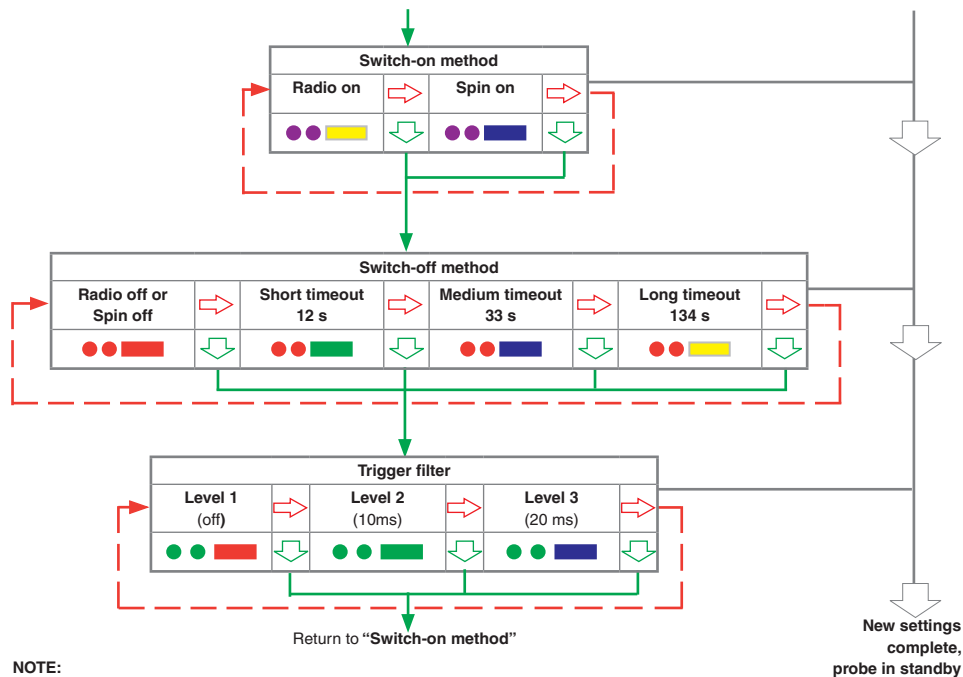 Switch-on method
Radio on
Spin on
Switch-off method
Radio off or
Spin off
Short timeout
12 s
Medium timeout
33 s
Long timeout
134 s
Trigger filter
Level 1
(off)
Level 2
(10ms)
Level 3
(20 ms)
Return to “Switch-on method”
New settings
complete,
probe in standby
NOTE: